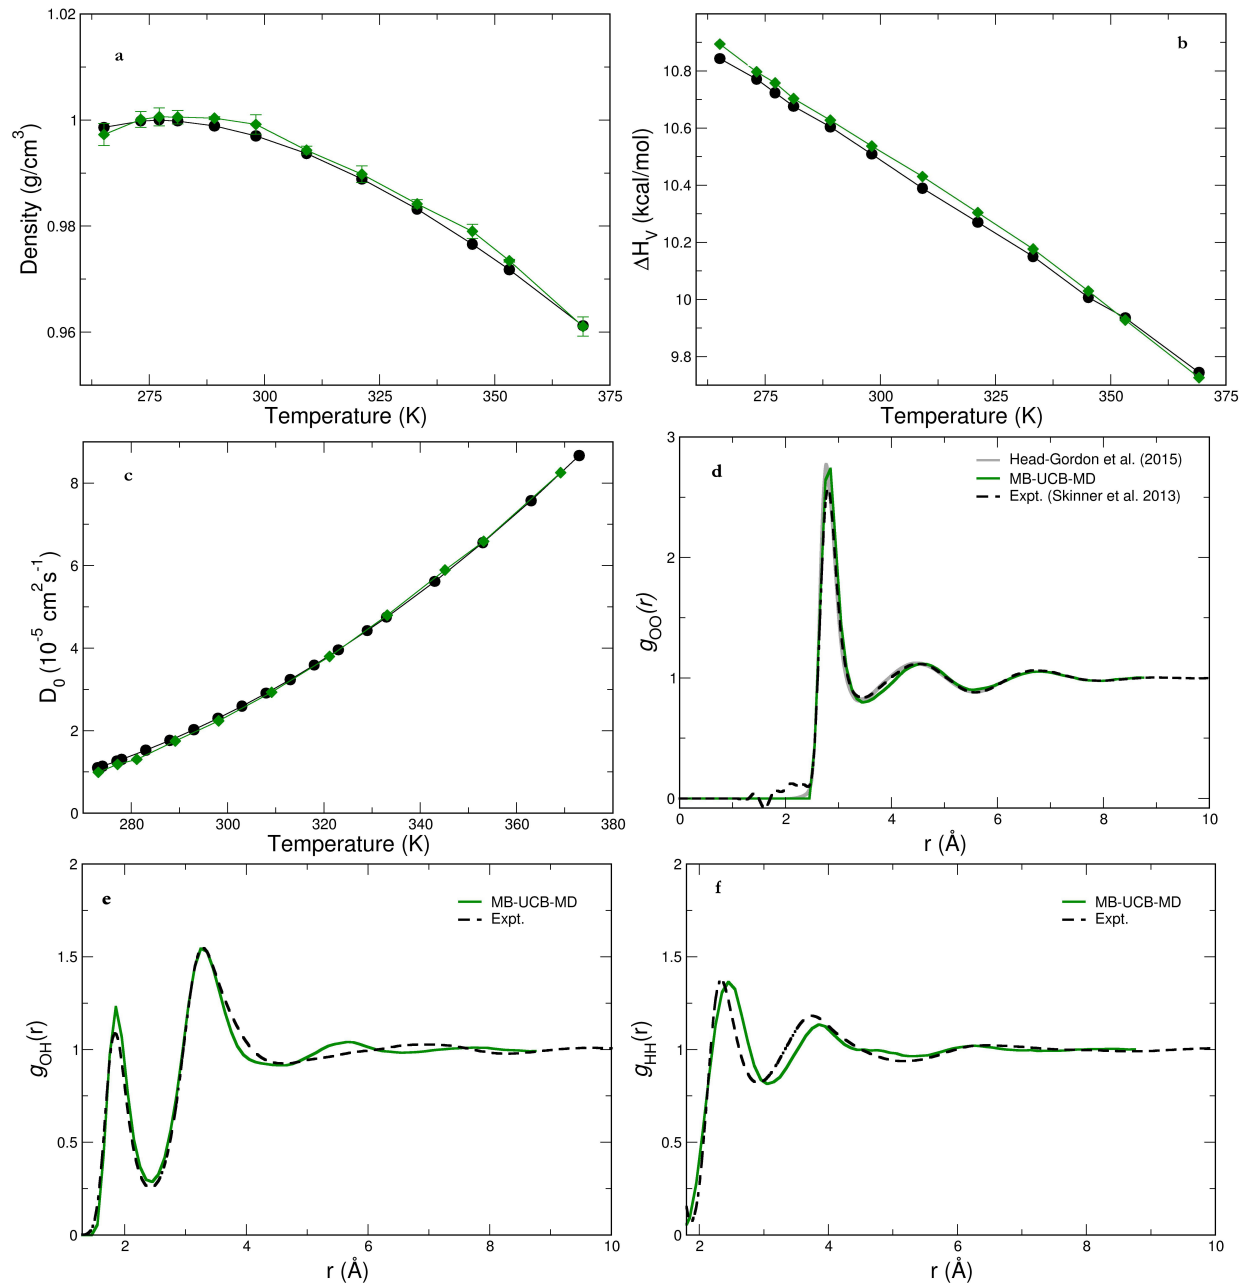 a
1.02
1
0.98
0.96
Density (g/cm³)
275
300
325
350
375
Temperature (K)
b
10.8
10.6
10.4
10.2
10
9.8
ΔH_V (kcal/mol)
275
300
325
350
375
Temperature (K)
c
8
6
4
2
0
D₀ (10⁻⁵ cm² s⁻¹)
280
300
320
340
360
380
Temperature (K)
d
Head-Gordon et al. (2015)
MB-UCB-MD
Expt. (Skinner et al. 2013)
3
2
1
0
g_OO(r)
0
2
4
6
8
10
r (Å)
e
MB-UCB-MD
Expt.
2
1.5
1
0.5
0
g_OH(r)
2
4
6
8
10
r (Å)
f
MB-UCB-MD
Expt.
2
1.5
1
0.5
0
g_HH(r)
2
4
6
8
10
r (Å)